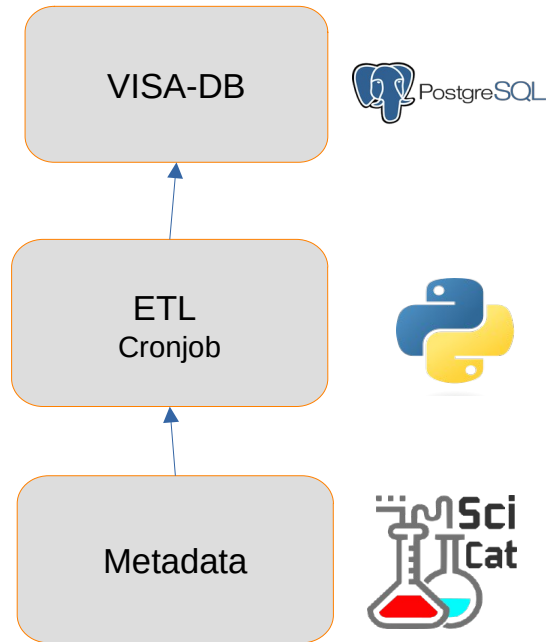 VISA-DB
PostgreSQL
ETL
Cronjob
Sci
Cat
Metadata